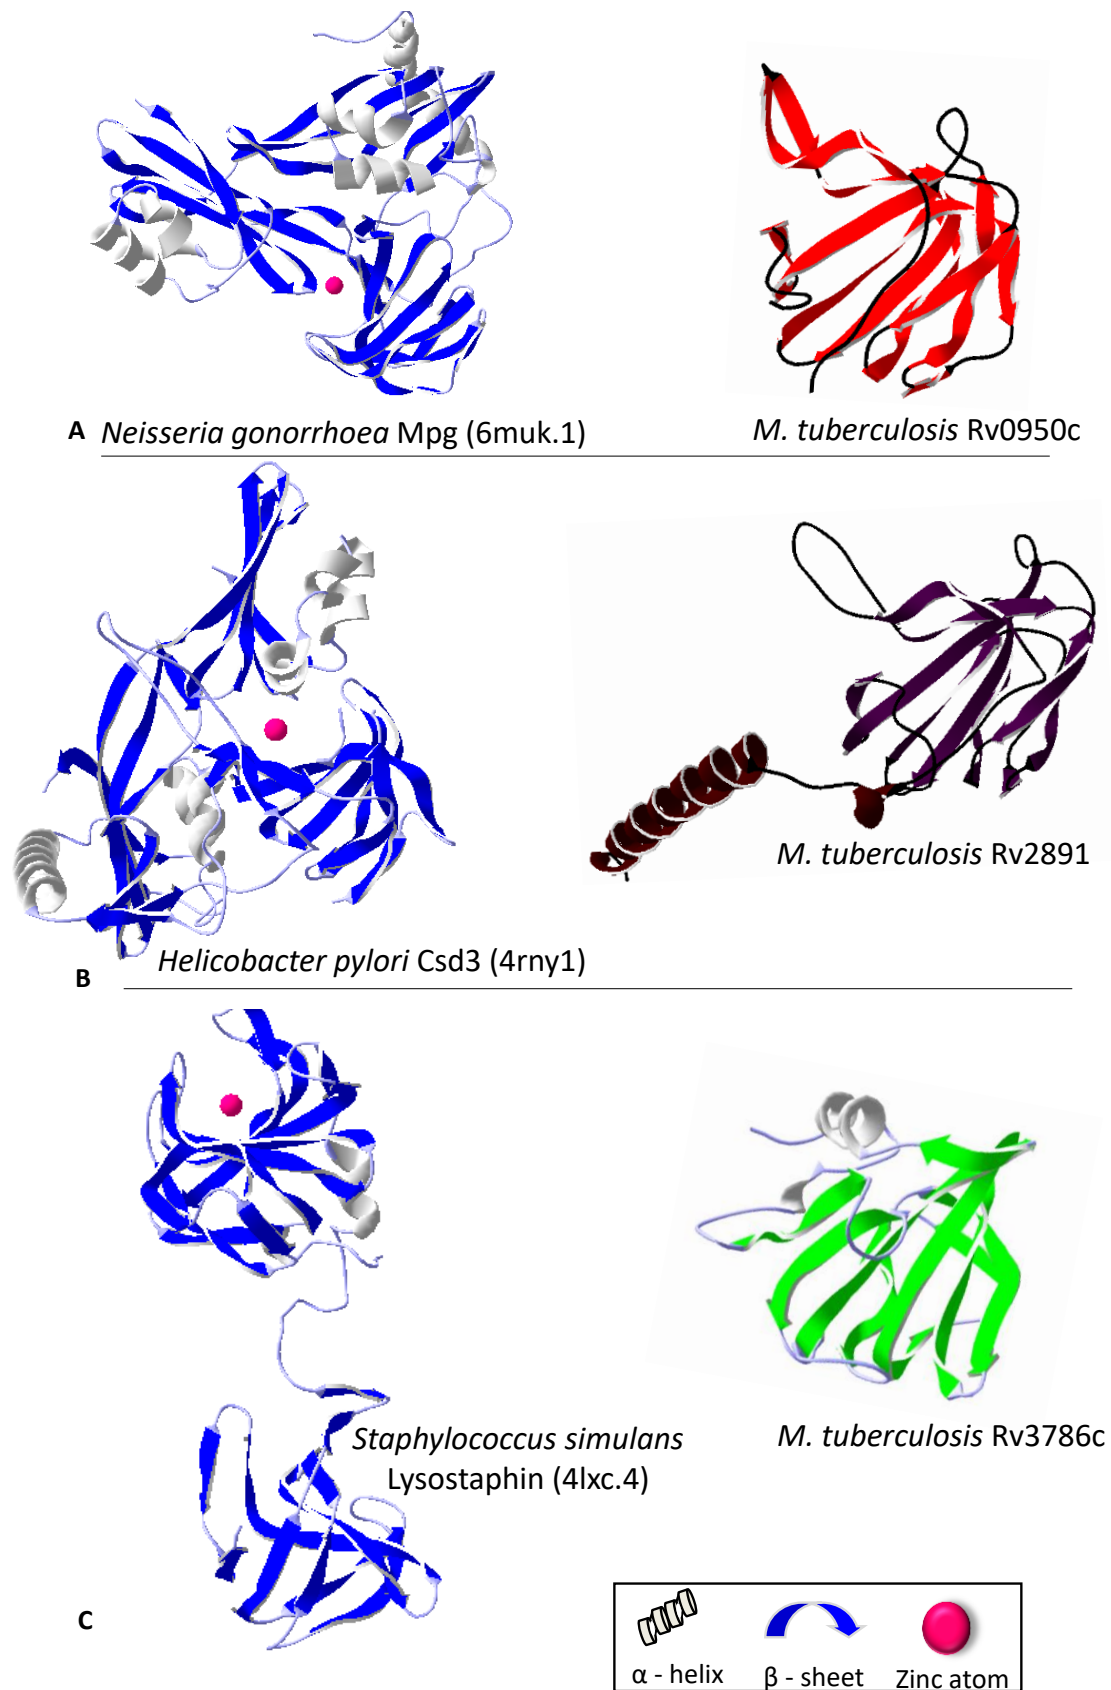 A Neisseria gonorrhoea Mpg (6muk.1)
M. tuberculosis Rv0950c
M. tuberculosis Rv2891
Helicobacter pylori Csd3 (4rny1)
B
Staphylococcus simulans
Lysostaphin (4lxc.4)
M. tuberculosis Rv3786c
C
α - helix
β - sheet
Zinc atom